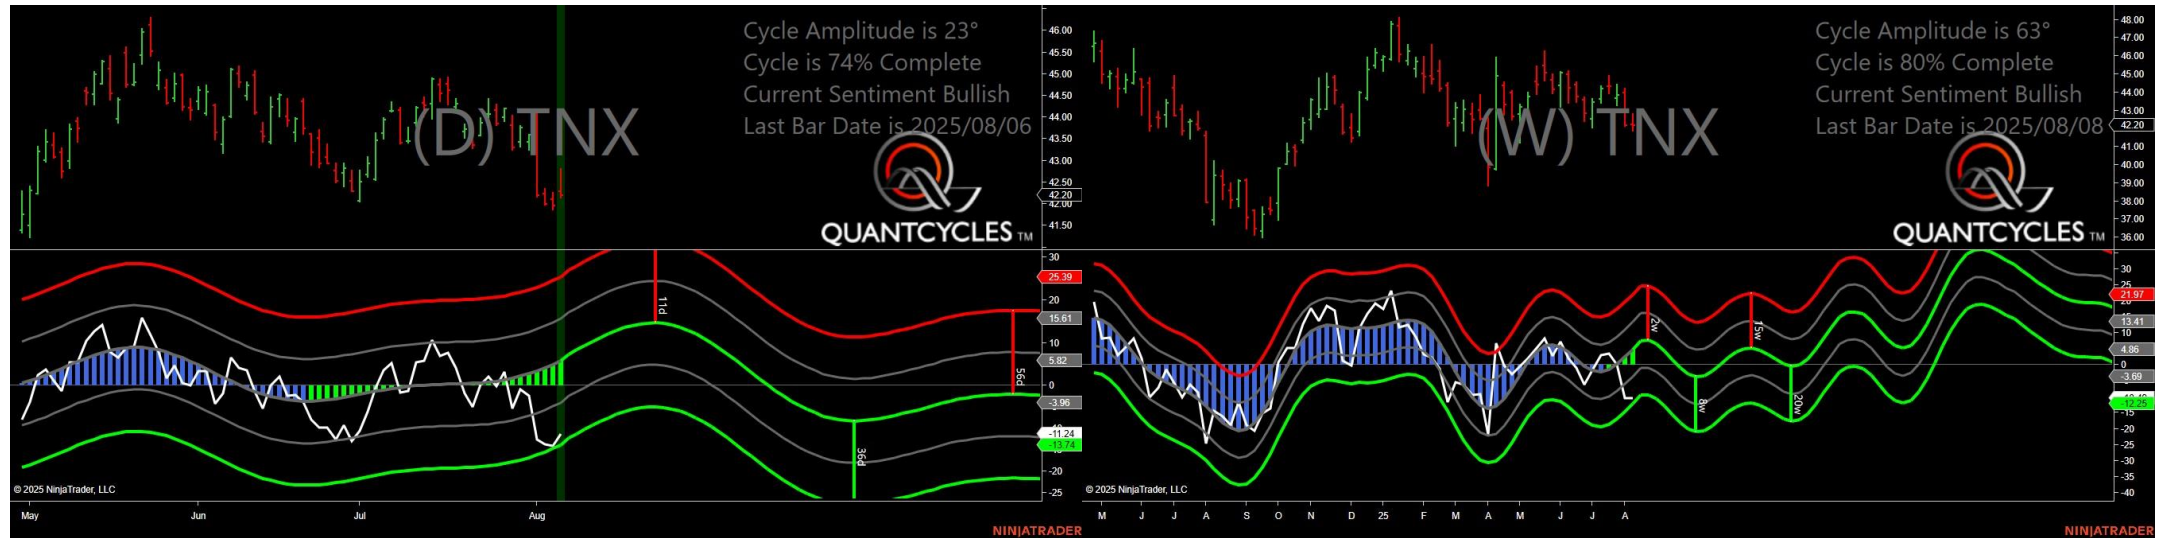 Cycle Amplitude is 23°
Cycle is 74% Complete
Current Sentiment Bullish
Last Bar Date is 2025/08/06
(D) TNX
QUANTCYCLES TM
46.00
45.50
45.00
44.50
44.00
43.50
43.00
42.50
42.20
42.00
41.50
30
25.39
20
15.61
10
5.82
0
-3.96
-11.24
-13.74
-20
-25
11d
36d
56d
© 2025 NinjaTrader, LLC
May
Jun
Jul
Aug
NINJATRADER
Cycle Amplitude is 63°
Cycle is 80% Complete
Current Sentiment Bullish
Last Bar Date is 2025/08/08
(W) TNX
QUANTCYCLES TM
48.00
47.00
46.00
45.00
44.00
43.00
42.20
41.00
40.00
39.00
38.00
37.00
36.00
30
25
21.97
13.41
10
4.86
0
-3.69
-12.25
-15
-20
-25
-30
-35
-40
2w
15w
8w
20w
© 2025 NinjaTrader, LLC
M
J
J
A
S
O
N
D
25
F
M
A
M
J
J
A
NINJATRADER